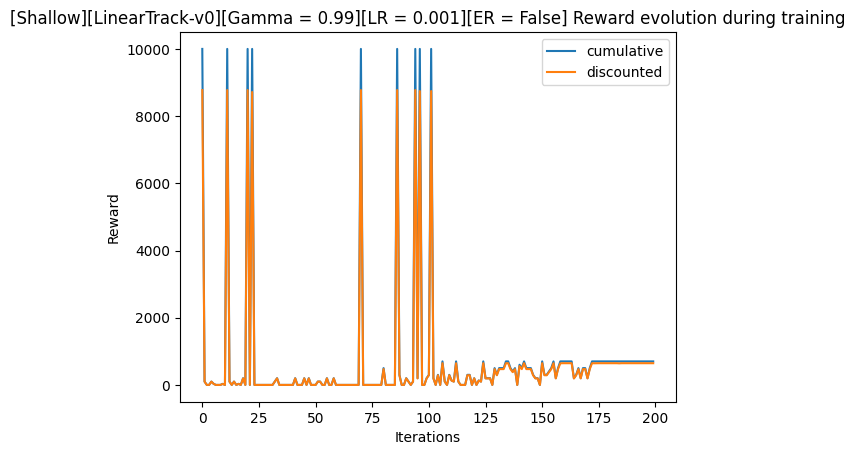 [Shallow][LinearTrack-v0][Gamma = 0.99][LR = 0.001][ER = False] Reward evolution during training
cumulative
discounted
10000
8000
6000
4000
2000
0
Reward
0 25 50 75 100 125 150 175 200
Iterations